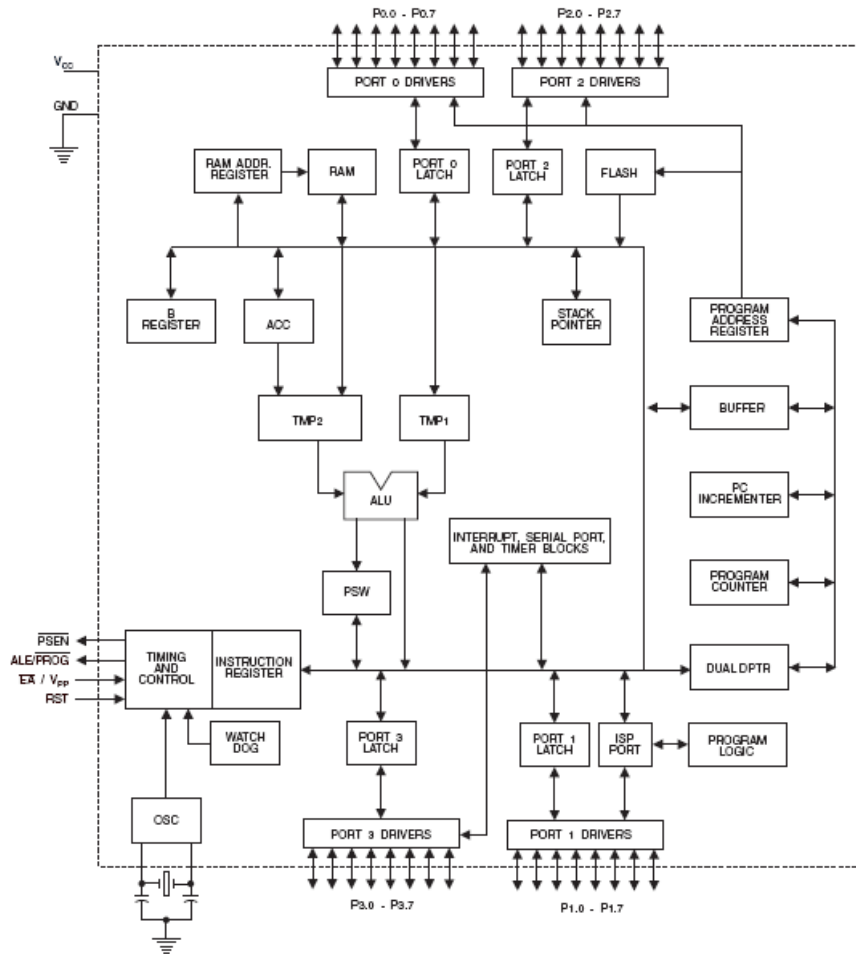 P0.0 - P0.7
P2.0 - P2.7
VCC
PORT 0 DRIVERS
PORT 2 DRIVERS
GND
RAM ADDR.
REGISTER
RAM
PORT 0
LATCH
PORT 2
LATCH
FLASH
B
REGISTER
ACC
STACK
POINTER
PROGRAM
ADDRESS
REGISTER
TMP2
TMP1
BUFFER
ALU
PC
INCREMENTER
INTERRUPT, SERIAL PORT,
AND TIMER BLOCKS
PSW
PROGRAM
COUNTER
PSEN
ALE/PROG
EA / VPP
RST
TIMING
AND
CONTROL
INSTRUCTION
REGISTER
DUAL DPTR
WATCH
DOG
PORT 3
LATCH
PORT 1
LATCH
ISP
PORT
PROGRAM
LOGIC
OSC
PORT 3 DRIVERS
PORT 1 DRIVERS
P3.0 - P3.7
P1.0 - P1.7